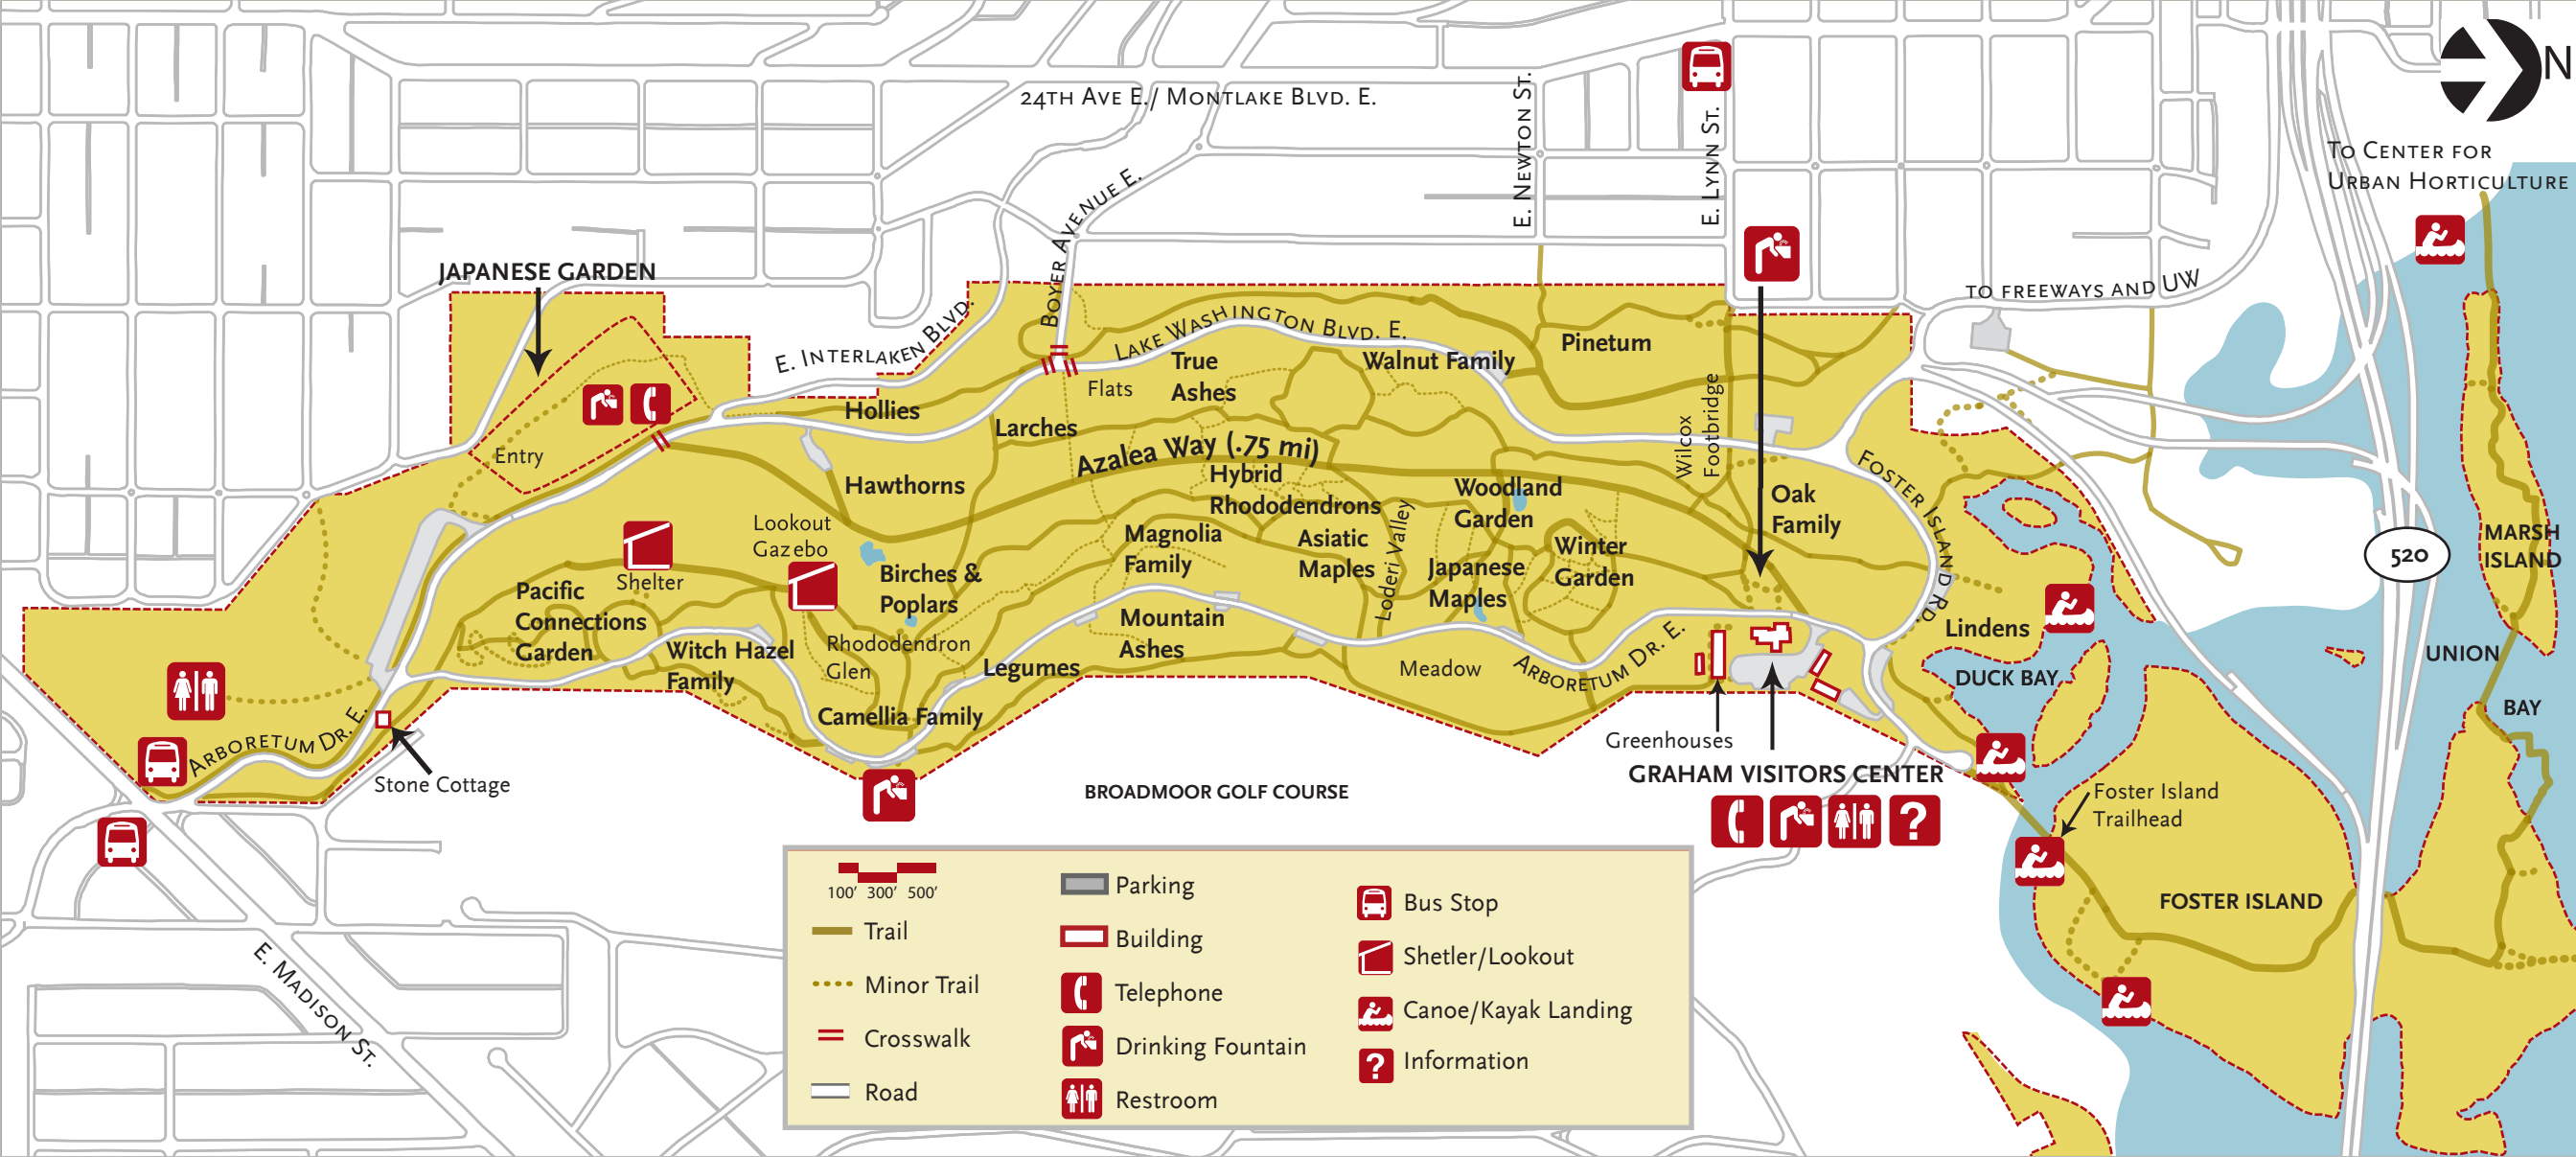 N
24th Ave E./ Montlake Blvd. E.
E. Newton St.
E. Lynn St.
To Center for
Urban Horticulture
Boyer Avenue E.
JAPANESE GARDEN
to freeways and UW
E. Interlaken Blvd.
Lake Washington Blvd. E.
Pinetum
True
Ashes
Walnut Family
Flats
Hollies
Larches
Wilcox
Footbridge
Azalea Way (.75 mi)
Entry
Hawthorns
Hybrid
Rhododendrons
Woodland
Garden
Oak
Family
Foster Island Rd.
Lookout
Gazebo
Magnolia
Family
Asiatic
Maples
Loderi Valley
Japanese
Maples
Winter
Garden
MARSH
ISLAND
520
Shelter
Pacific
Connections
Garden
Birches &
Poplars
Rhododendron
Glen
Witch Hazel
Family
Legumes
Mountain
Ashes
Meadow
Arboretum Dr. E.
Lindens
DUCK BAY
UNION
BAY
Camellia Family
Arboretum Dr. E.
Stone Cottage
Greenhouses
GRAHAM VISITORS CENTER
?
BROADMOOR GOLF COURSE
Foster Island
Trailhead
FOSTER ISLAND
E. Madison St.
100' 300' 500'
Trail
Minor Trail
Crosswalk
Road
Parking
Building
Telephone
Drinking Fountain
Restroom
Bus Stop
Shetler/Lookout
Canoe/Kayak Landing
? Information